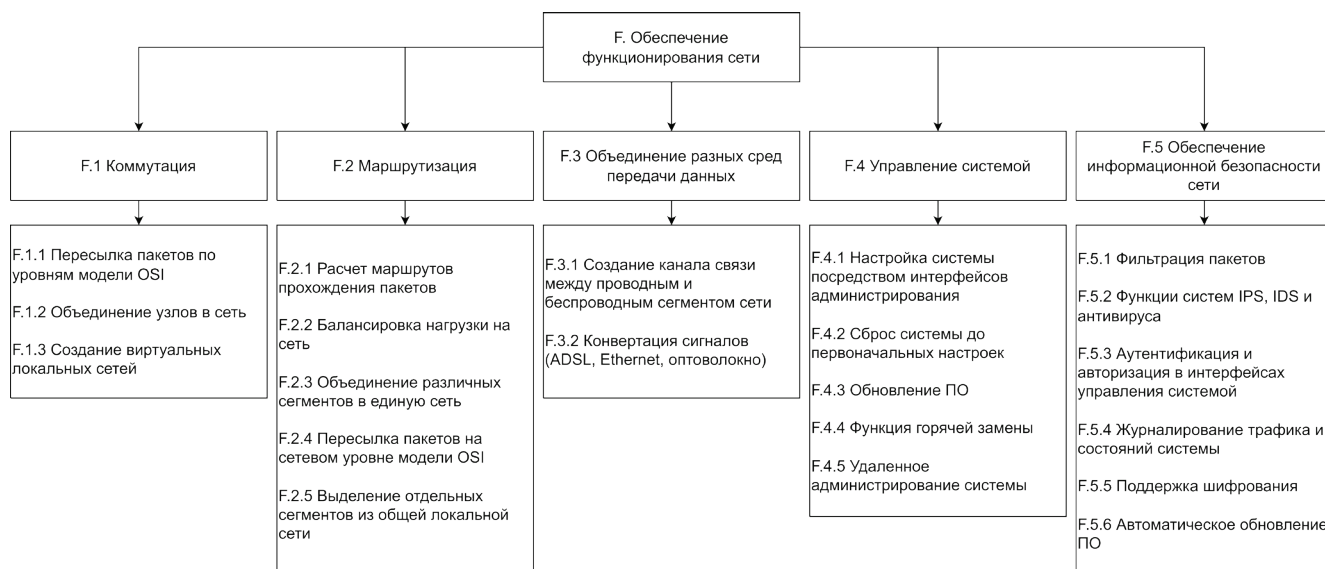 F. Обеспечение
функционирования сети
F.1 Коммутация
F.2 Маршрутизация
F.3 Объединение разных сред
передачи данных
F.4 Управление системой
F.5 Обеспечение
информационной безопасности
сети
F.1.1 Пересылка пакетов по
уровням модели OSI
F.1.2 Объединение узлов в сеть
F.1.3 Создание виртуальных
локальных сетей
F.2.1 Расчет маршрутов
прохождения пакетов
F.2.2 Балансировка нагрузки на
сеть
F.2.3 Объединение различных
сегментов в единую сеть
F.2.4 Пересылка пакетов на
сетевом уровне модели OSI
F.2.5 Выделение отдельных
сегментов из общей локальной
сети
F.3.1 Создание канала связи
между проводным и
беспроводным сегментом сети
F.3.2 Конвертация сигналов
(ADSL, Ethernet, оптоволокно)
F.4.1 Настройка системы
посредством интерфейсов
администрирования
F.4.2 Сброс системы до
первоначальных настроек
F.4.3 Обновление ПО
F.4.4 Функция горячей замены
F.4.5 Удаленное
администрирование системы
F.5.1 Фильтрация пакетов
F.5.2 Функции систем IPS, IDS и
антивируса
F.5.3 Аутентификация и
авторизация в интерфейсах
управления системой
F.5.4 Журналирование трафика и
состояний системы
F.5.5 Поддержка шифрования
F.5.6 Автоматическое обновление
ПО